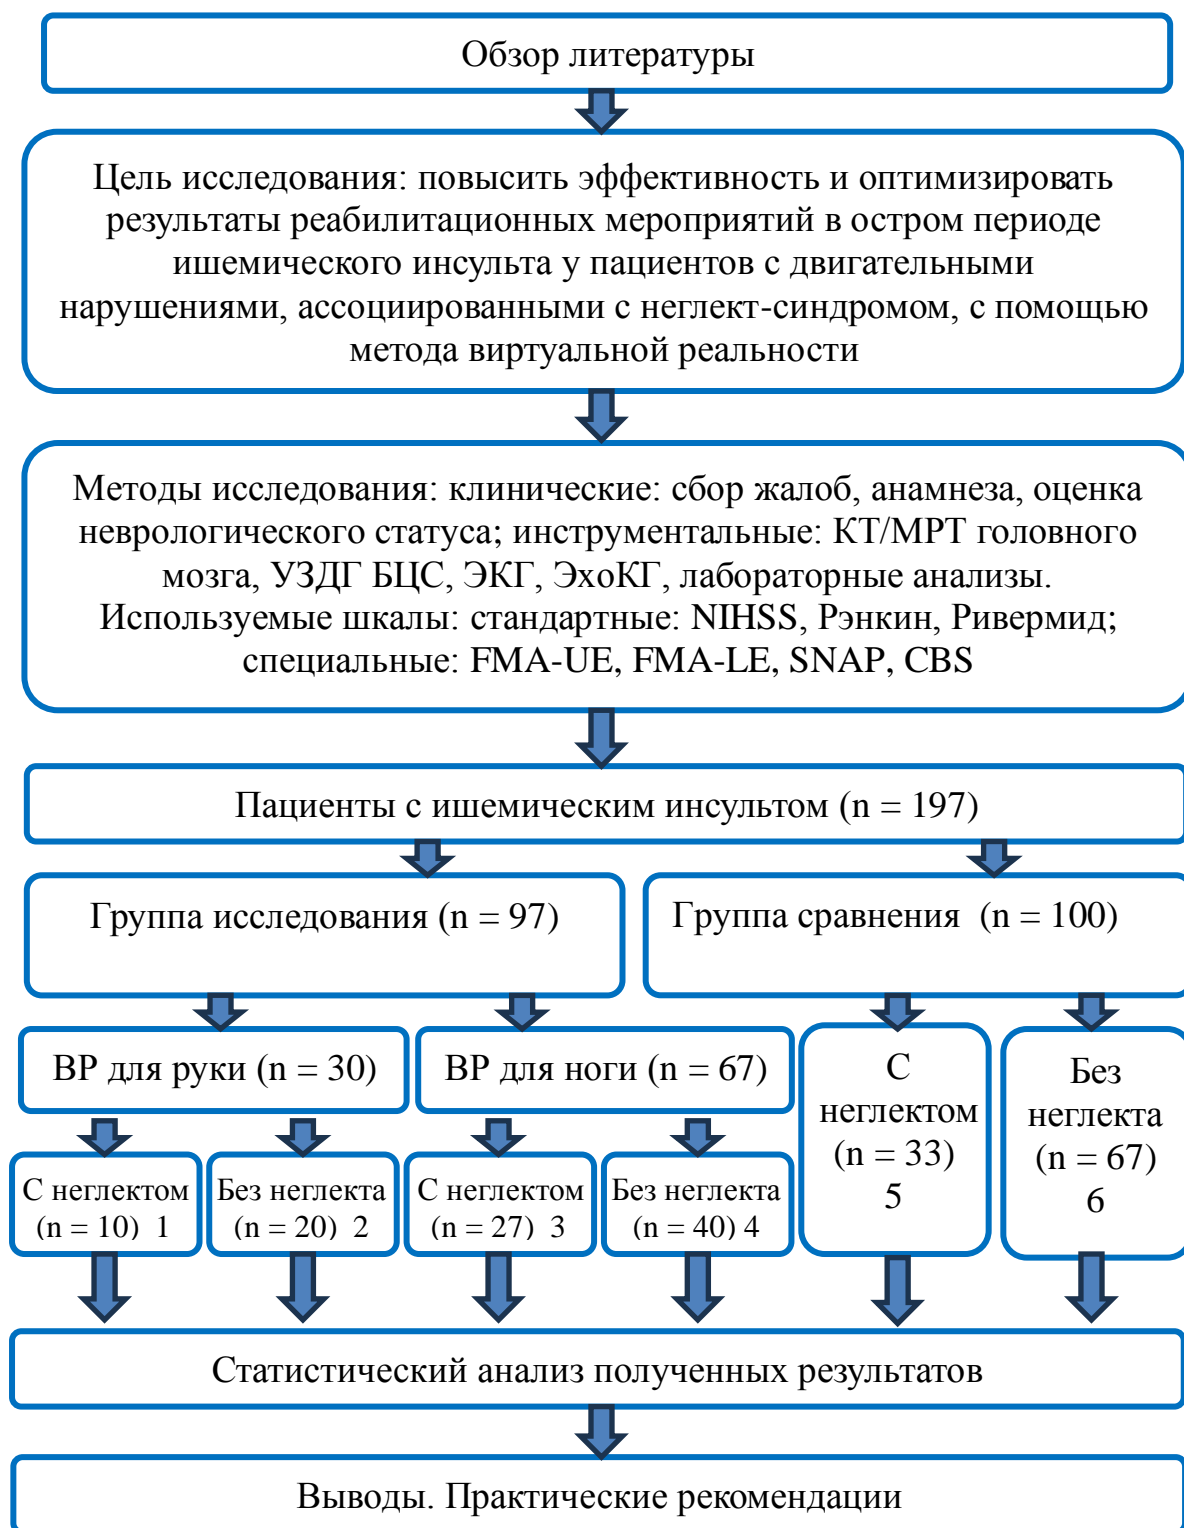 Обзор литературы
Цель исследования: повысить эффективность и оптимизировать
результаты реабилитационных мероприятий в остром периоде
ишемического инсульта у пациентов с двигательными
нарушениями, ассоциированными с неглект-синдромом, с помощью
метода виртуальной реальности
Методы исследования: клинические: сбор жалоб, анамнеза, оценка
неврологического статуса; инструментальные: КТ/МРТ головного
мозга, УЗДГ БЦС, ЭКГ, ЭхоКГ, лабораторные анализы.
Используемые шкалы: стандартные: NIHSS, Рэнкин, Ривермид;
специальные: FMA-UE, FMA-LE, SNAP, CBS
Пациенты с ишемическим инсультом (n = 197)
Группа исследования (n = 97)
Группа сравнения (n = 100)
ВР для руки (n = 30)
ВР для ноги (n = 67)
С
неглектом
(n = 33)
5
Без
неглекта
(n = 67)
6
С неглектом
(n = 10) 1
Без неглекта
(n = 20) 2
С неглектом
(n = 27) 3
Без неглекта
(n = 40) 4
Статистический анализ полученных результатов
Выводы. Практические рекомендации